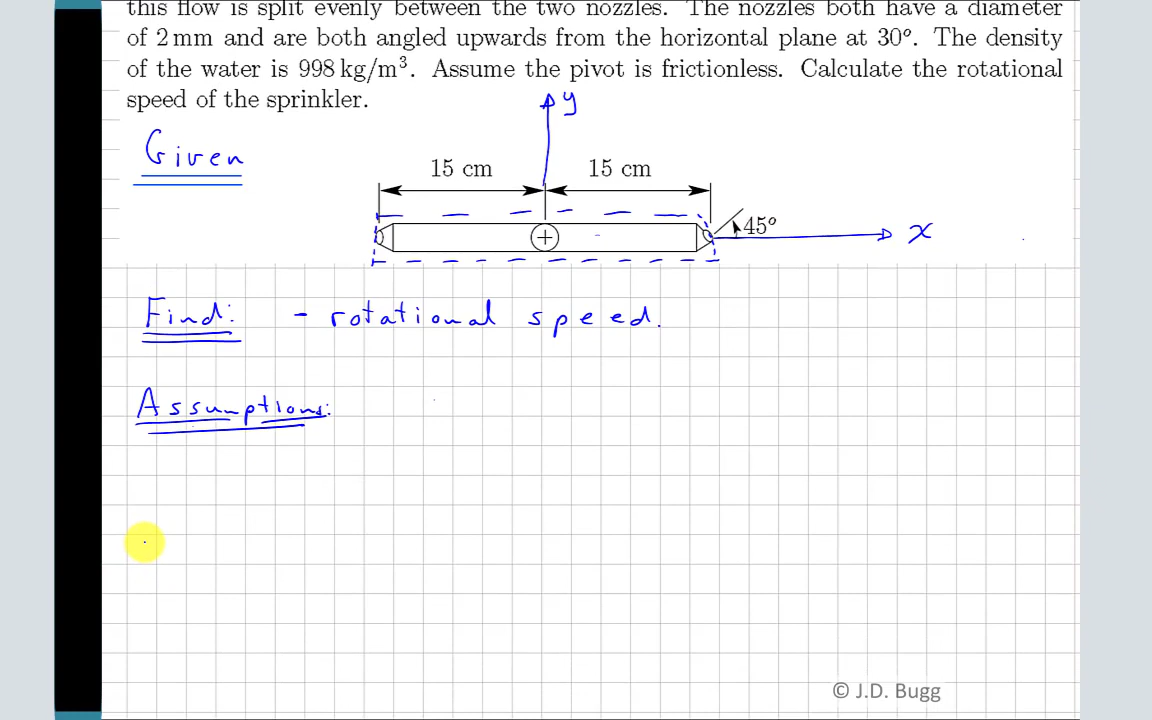 this flow is split evenly between the two nozzles. The nozzles both have a diameter
of 2 mm and are both angled upwards from the horizontal plane at 30º. The density
of the water is 998 kg/m³. Assume the pivot is frictionless. Calculate the rotational
speed of the sprinkler.
y
Given
15 cm 15 cm
45º
x
Find: - rotational speed.
Assumptions:
© J.D. Bugg